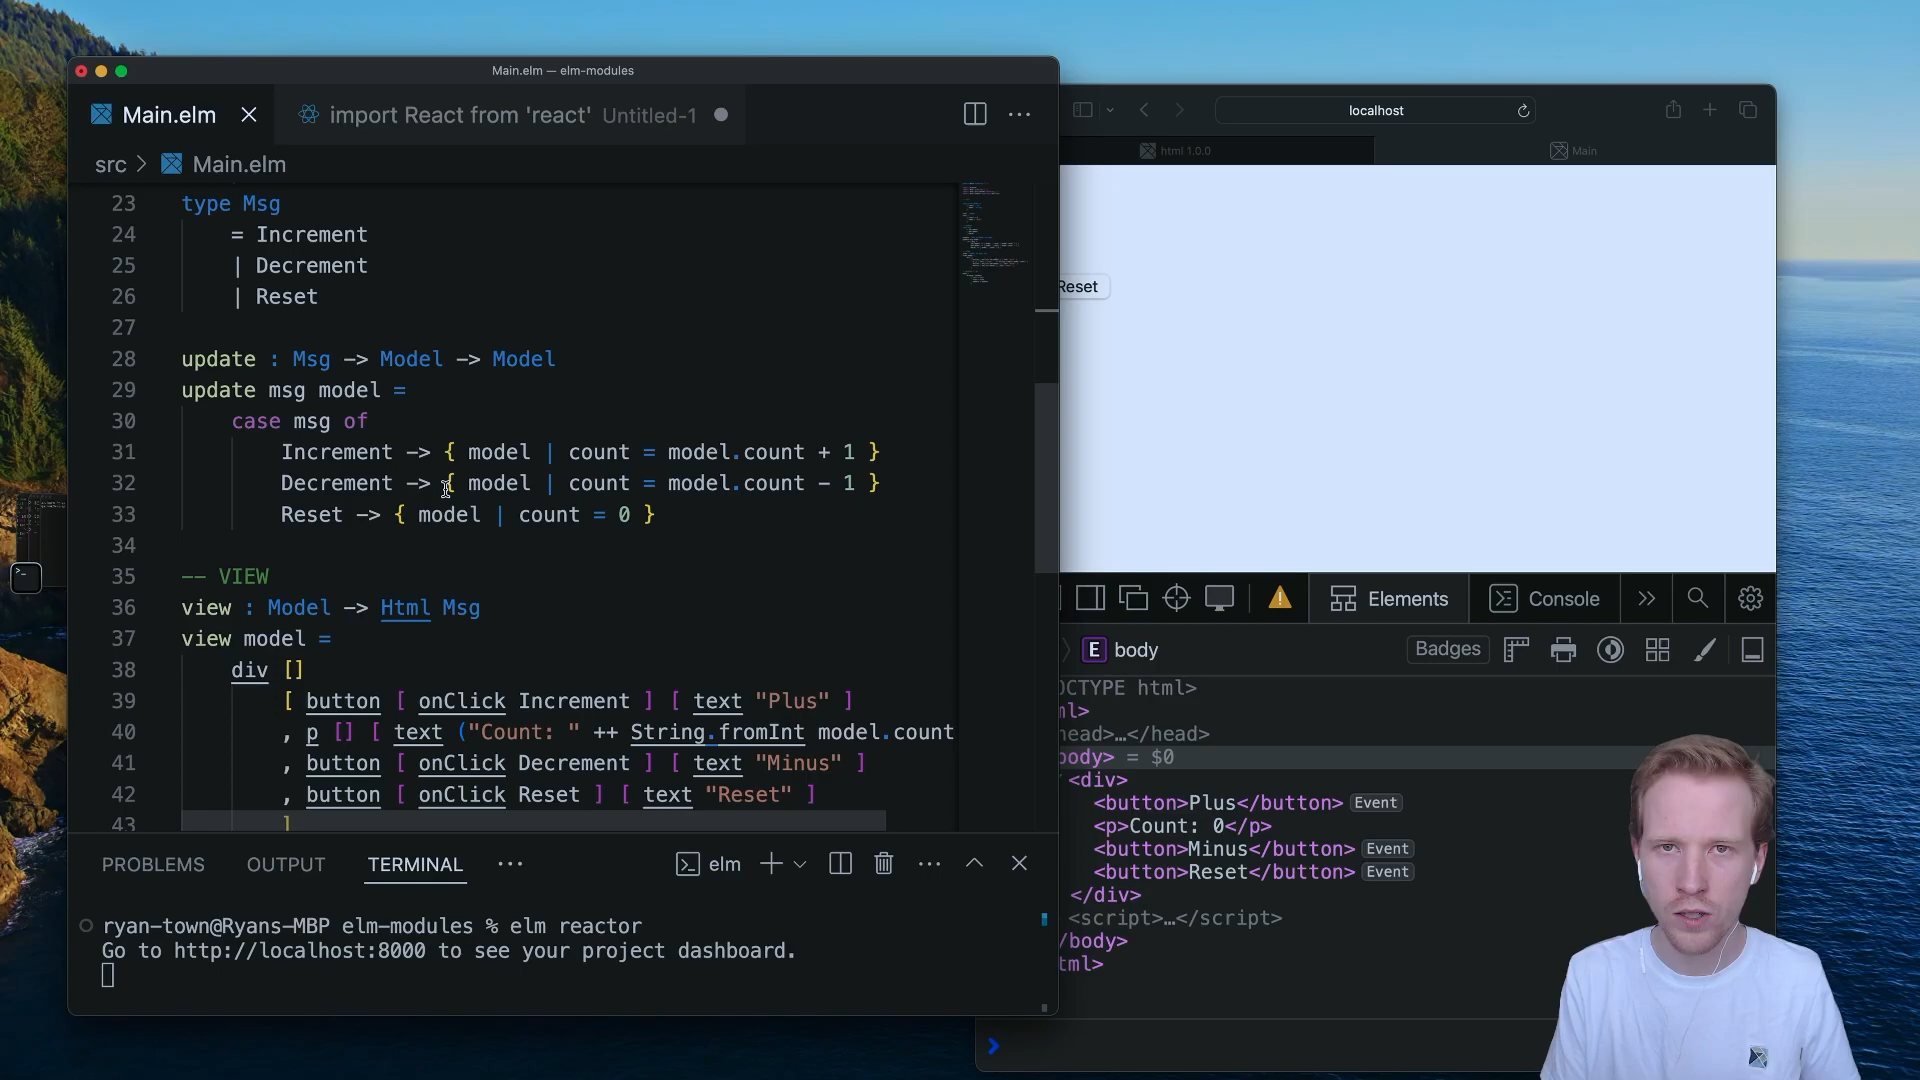 Main.elm — elm-modules
Main.elm
import React from 'react' Untitled-1
src > Main.elm
23 type Msg
24 = Increment
25 | Decrement
26 | Reset
27
28 update : Msg -> Model -> Model
29 update msg model =
30 case msg of
31 Increment -> { model | count = model.count + 1 }
32 Decrement -> { model | count = model.count - 1 }
33 Reset -> { model | count = 0 }
34
35 -- VIEW
36 view : Model -> Html Msg
37 view model =
38 div []
39 [ button [ onClick Increment ] [ text "Plus" ]
40 , p [] [ text ("Count: " ++ String.fromInt model.count
41 , button [ onClick Decrement ] [ text "Minus" ]
42 , button [ onClick Reset ] [ text "Reset" ]
43 ]
PROBLEMS
OUTPUT
TERMINAL
elm
ryan-town@Ryans-MBP elm-modules % elm reactor
Go to http://localhost:8000 to see your project dashboard.
localhost
html 1.0.0
Main
Reset
Elements
Console
E body
Badges
OCTYPE html>
ml>
head>…</head>
body> = $0
<div>
<button>Plus</button> Event
<p>Count: 0</p>
<button>Minus</button> Event
<button>Reset</button> Event
</div>
<script>…</script>
/body>
tml>